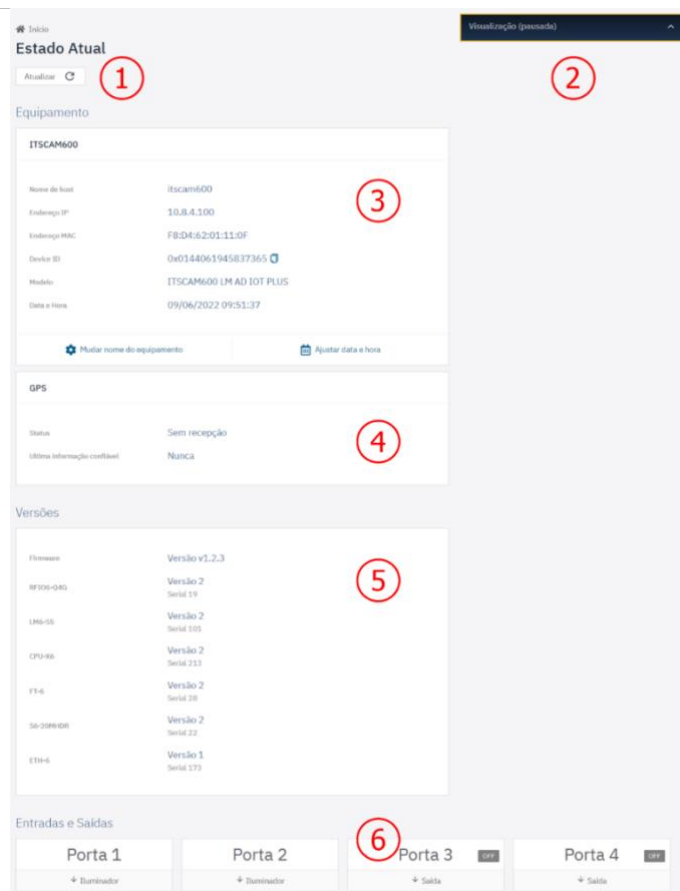 Início
Visualização (pausada)
Estado Atual
Atualizar
1
2
Equipamento
ITSCAM600
Nome do host itscam600
3
Endereço IP 10.8.4.100
Endereço MAC F8:D4:62:01:11:0F
Device ID 0x0144061945837365
Modelo ITSCAM600 LM AD IOT PLUS
Data e Hora 09/06/2022 09:51:37
Mudar nome do equipamento Ajustar data e hora
GPS
Status Sem recepção
4
Última informação confiável Nunca
Versões
Firmware Versão v1.2.3
5
Versão 2
Serial 19
LM6-SS Versão 2
Serial 101
CPU-R6 Versão 2
Serial 213
FT-6 Versão 2
Serial 28
Versão 2
Serial 22
ETH-6 Versão 1
Serial 173
Entradas e Saídas
6
Porta 1 Porta 2 Porta 3 OFF Porta 4 OFF
Iluminador Iluminador Saída Saída